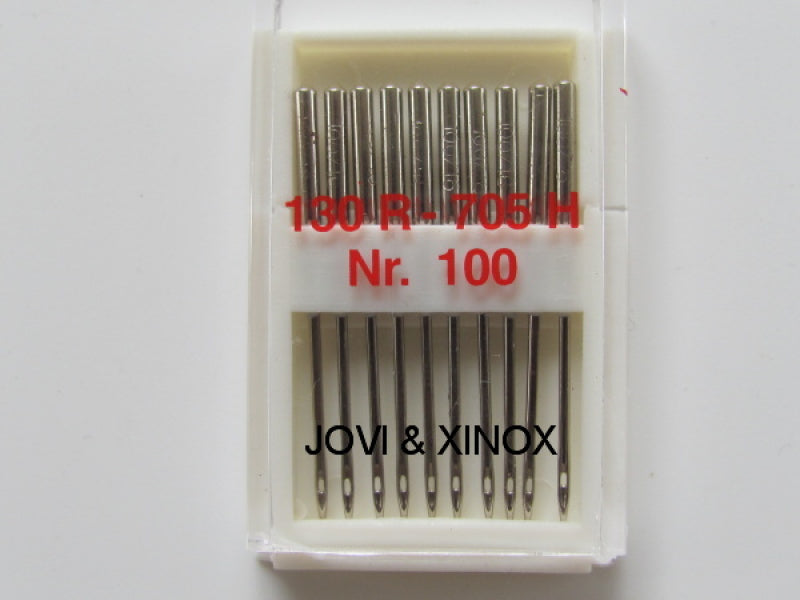 130 R - 705 H
Nr. 100
JOVI & XINOX